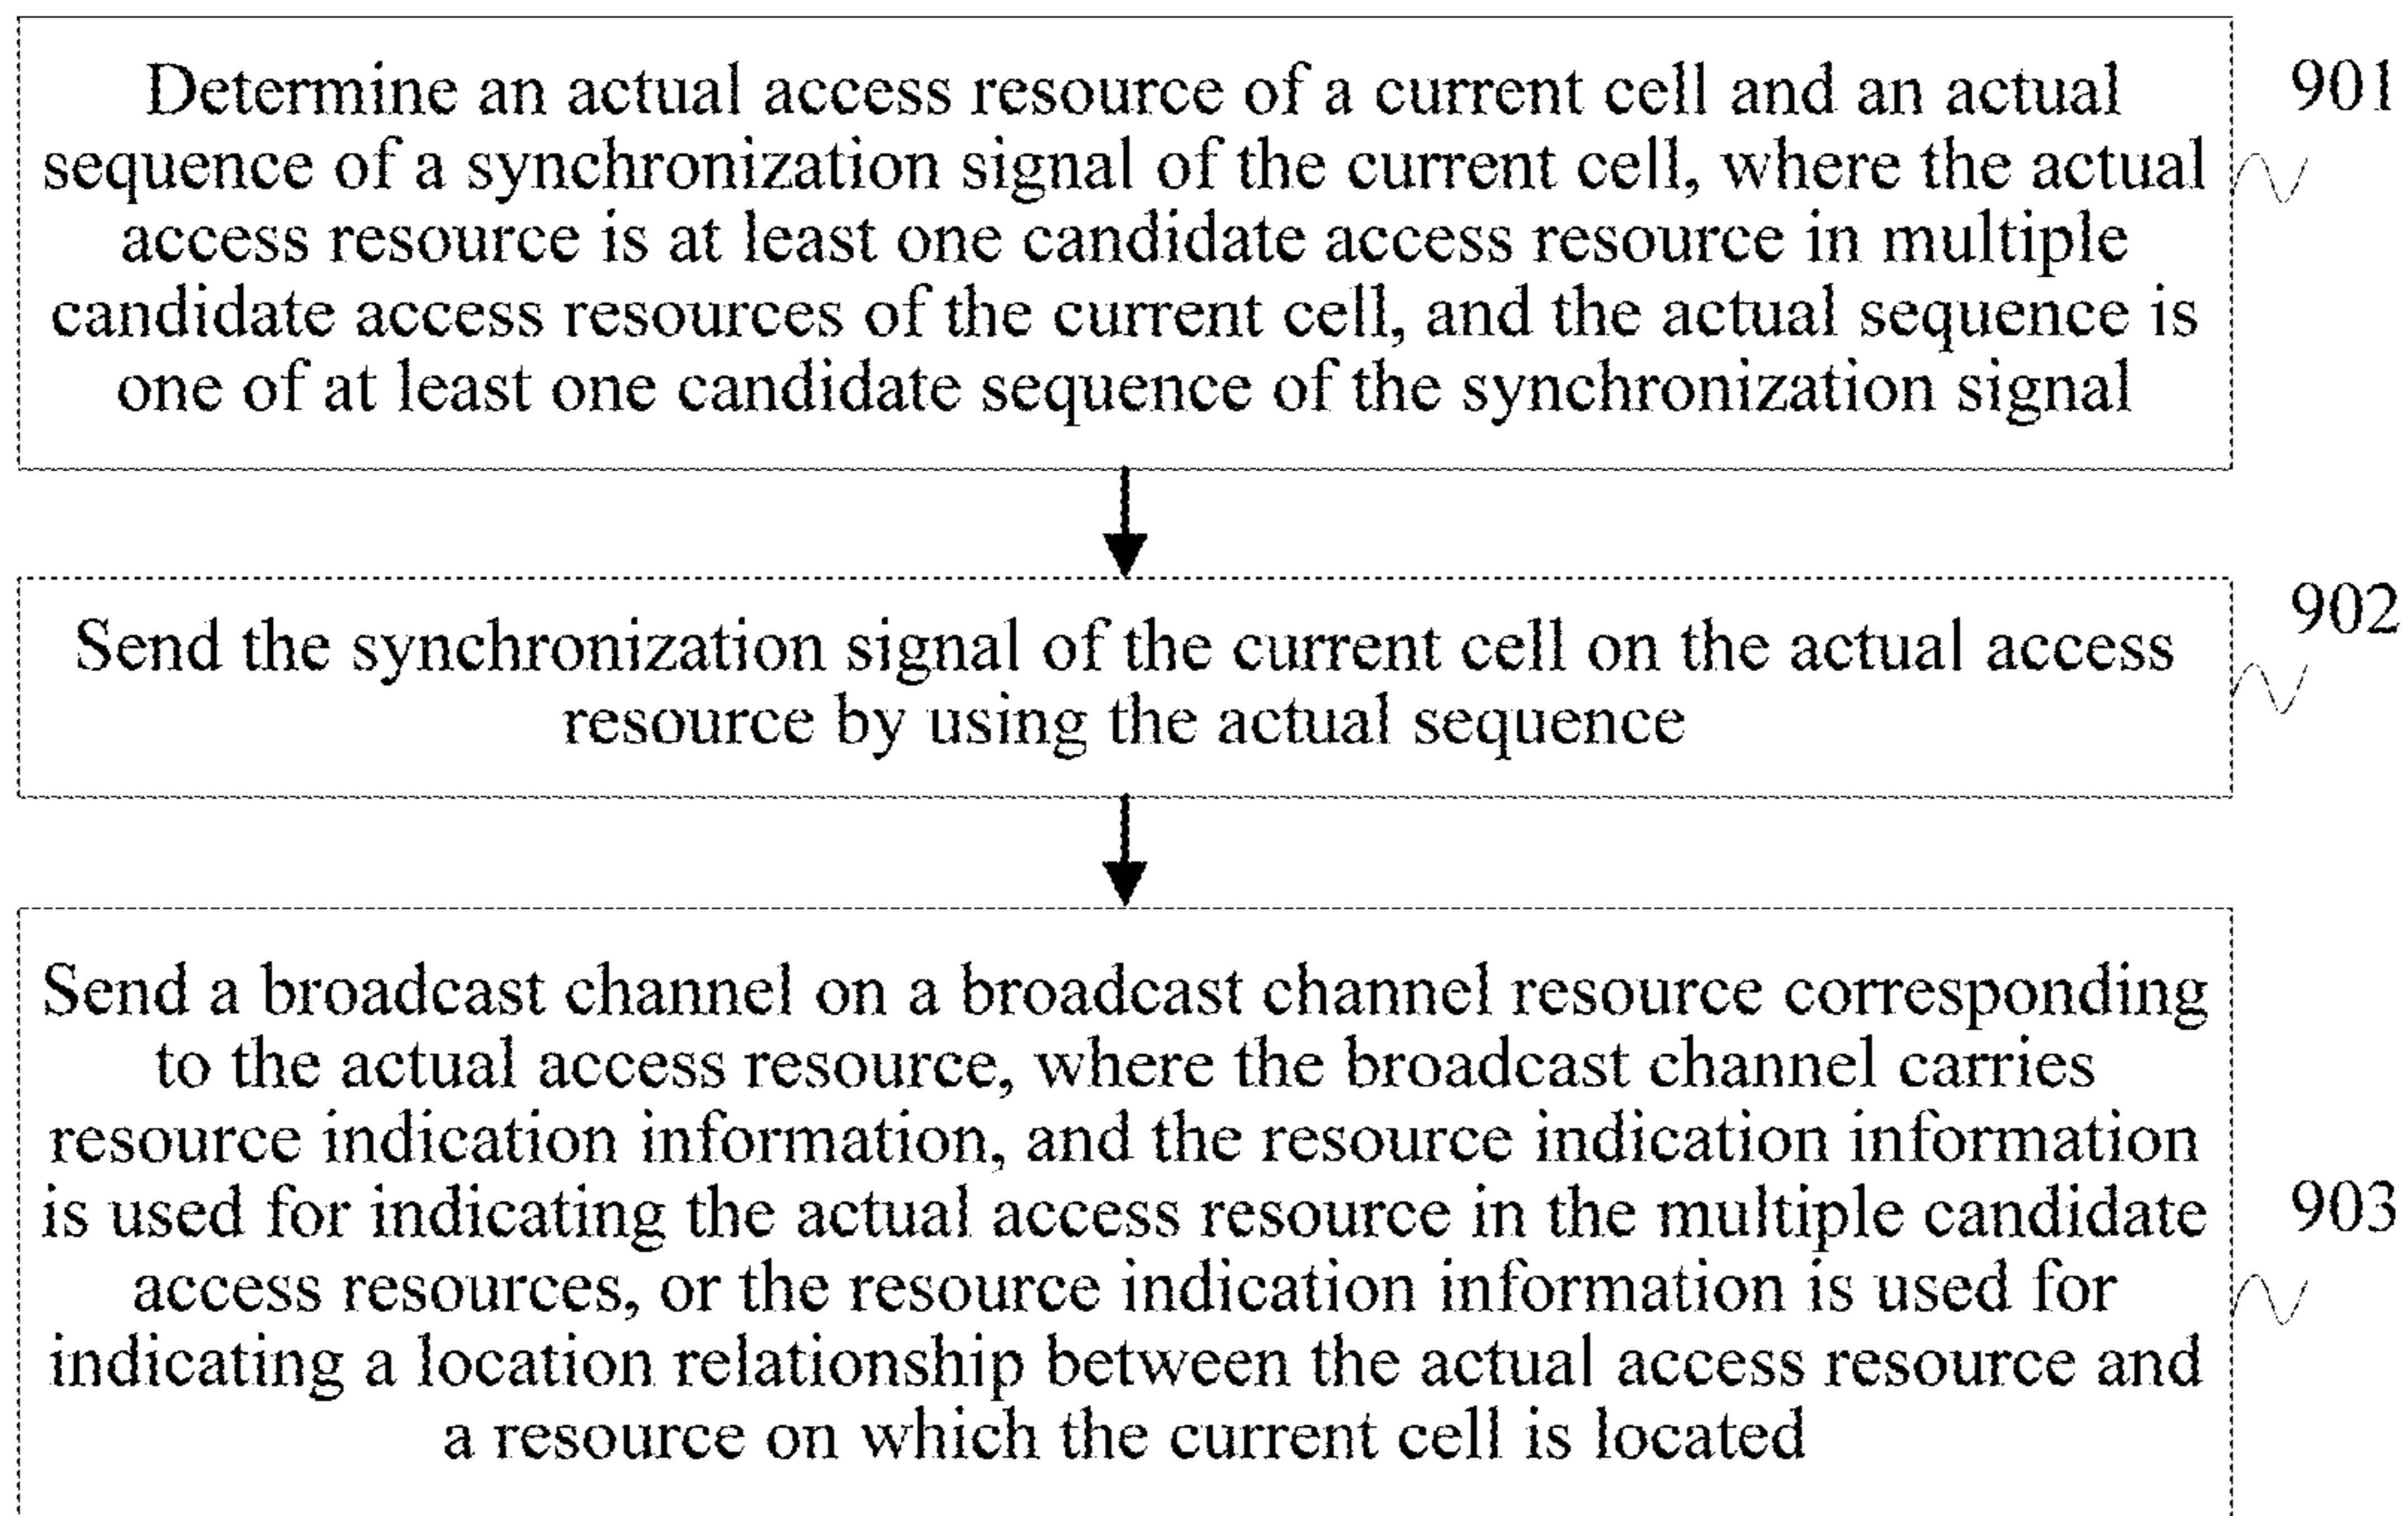 Determine an actual access resource of a current cell and an actual
sequence of a synchronization signal of the current cell, where the actual
access resource is at least one candidate access resource in multiple
candidate access resources of the current cell, and the actual sequence is
one of at least one candidate sequence of the synchronization signal
901
Send the synchronization signal of the current cell on the actual access
resource by using the actual sequence
902
Send a broadcast channel on a broadcast channel resource corresponding
to the actual access resource, where the broadcast channel carries
resource indication information, and the resource indication information
is used for indicating the actual access resource in the multiple candidate
access resources, or the resource indication information is used for
indicating a location relationship between the actual access resource and
a resource on which the current cell is located
903